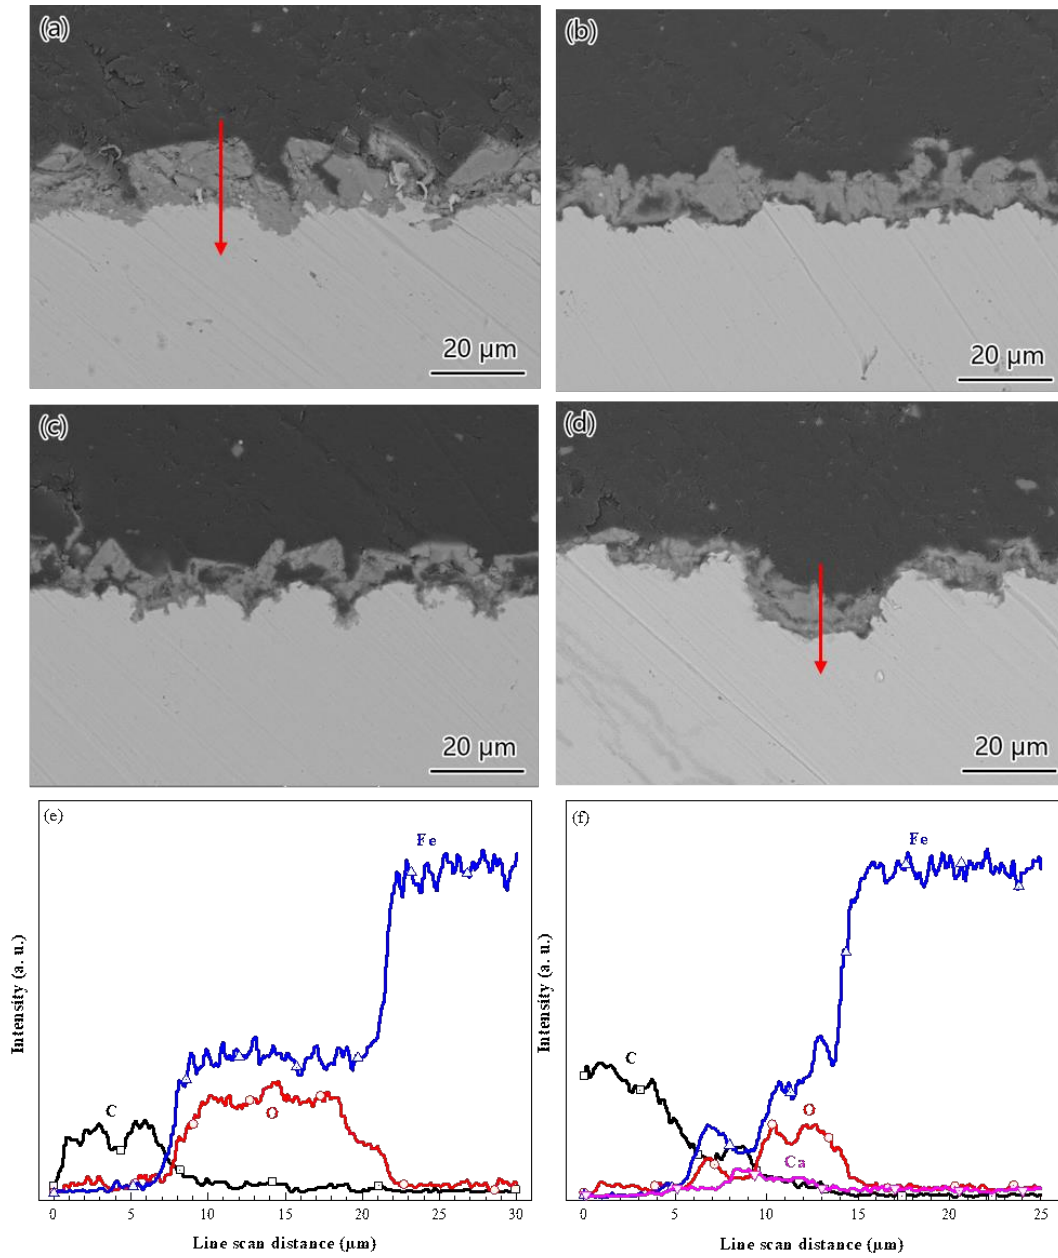 (a)
(b)
20 μm
20 μm
(c)
(d)
20 μm
20 μm
(e)
Fe
C
O
Intensity (a. u.)
0 5 10 15 20 25 30
Line scan distance (μm)
(f)
Fe
C
O
Ca
Intensity (a. u.)
0 5 10 15 20 25
Line scan distance (μm)